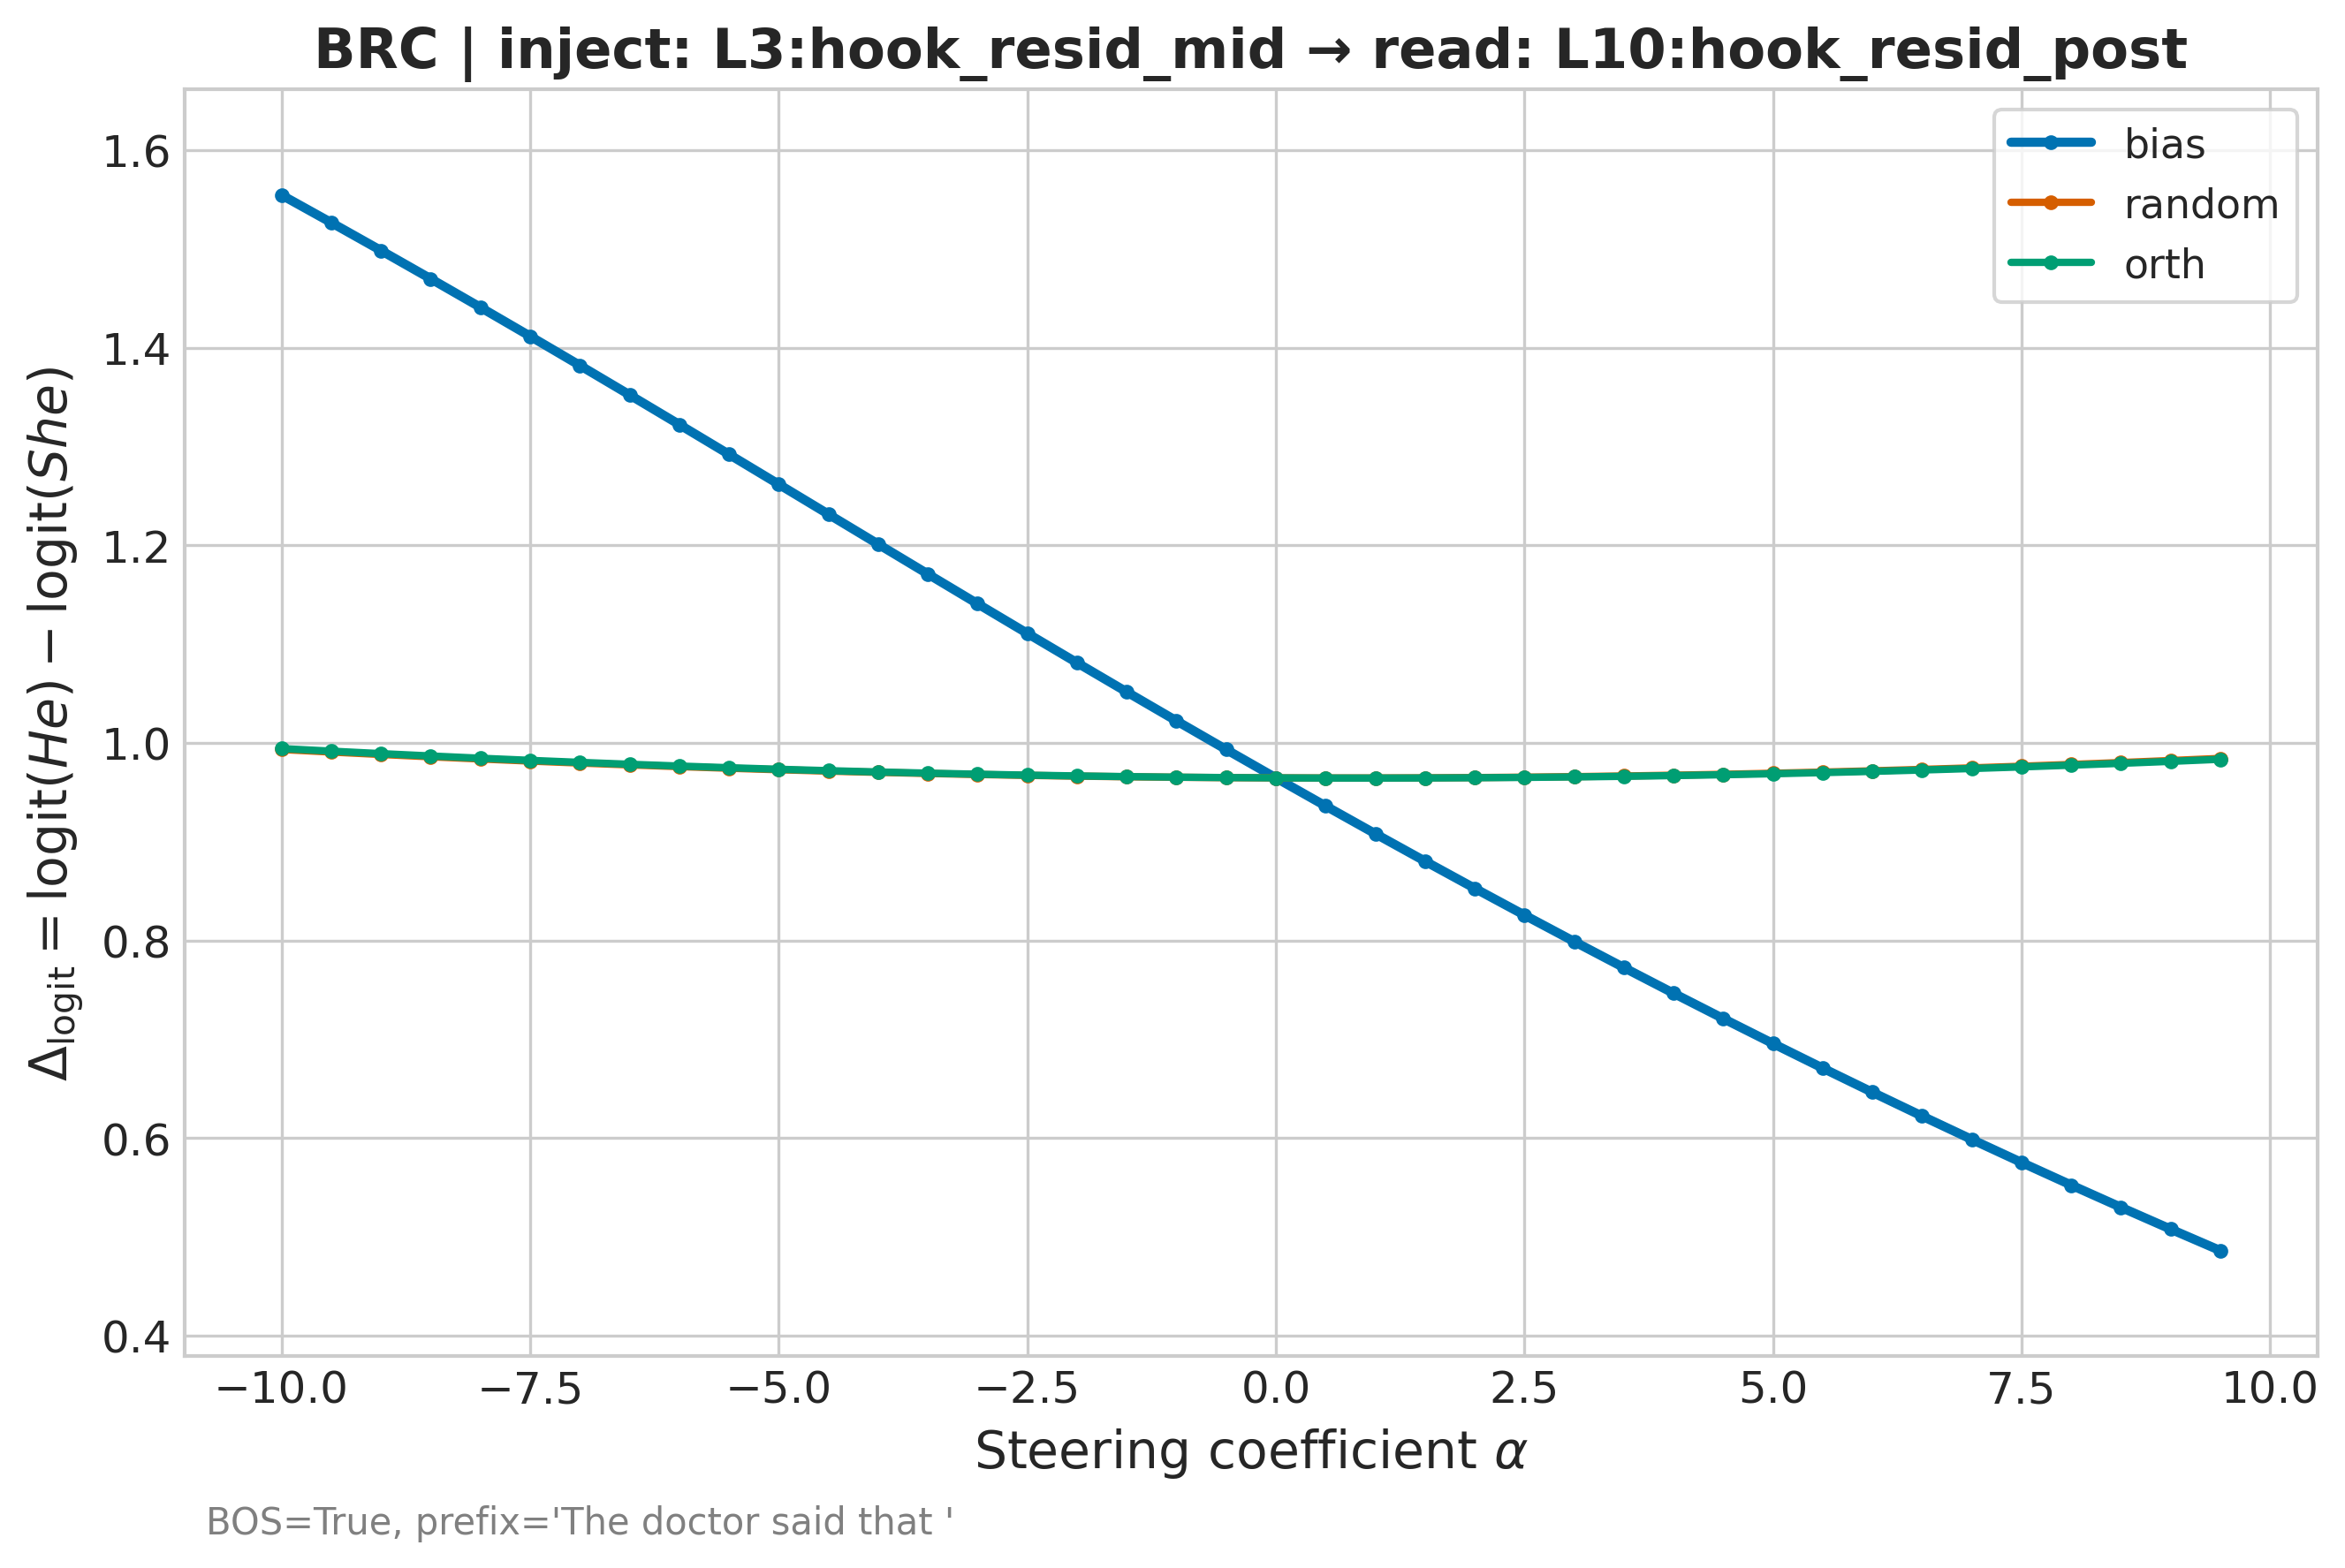 BRC | inject: L3:hook_resid_mid → read: L10:hook_resid_post
bias
random
orth
Δlogit = logit(He) − logit(She)
1.6
1.4
1.2
1.0
0.8
0.6
0.4
−10.0 −7.5 −5.0 −2.5 0.0 2.5 5.0 7.5 10.0
Steering coefficient α
BOS=True, prefix='The doctor said that '